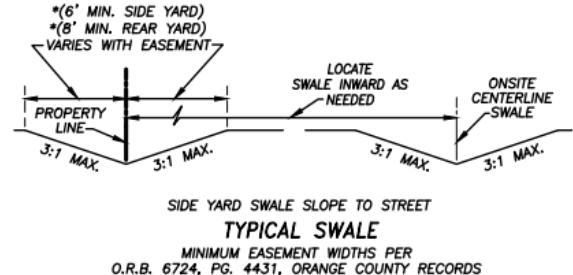 *(6' MIN. SIDE YARD)
*(8' MIN. REAR YARD)
VARIES WITH EASEMENT
PROPERTY
LINE
LOCATE
SWALE INWARD AS
NEEDED
ONSITE
CENTERLINE
SWALE
3:1 MAX.
3:1 MAX.
3:1 MAX.
3:1 MAX.
SIDE YARD SWALE SLOPE TO STREET
TYPICAL SWALE
MINIMUM EASEMENT WIDTHS PER
O.R.B. 6724, PG. 4431, ORANGE COUNTY RECORDS